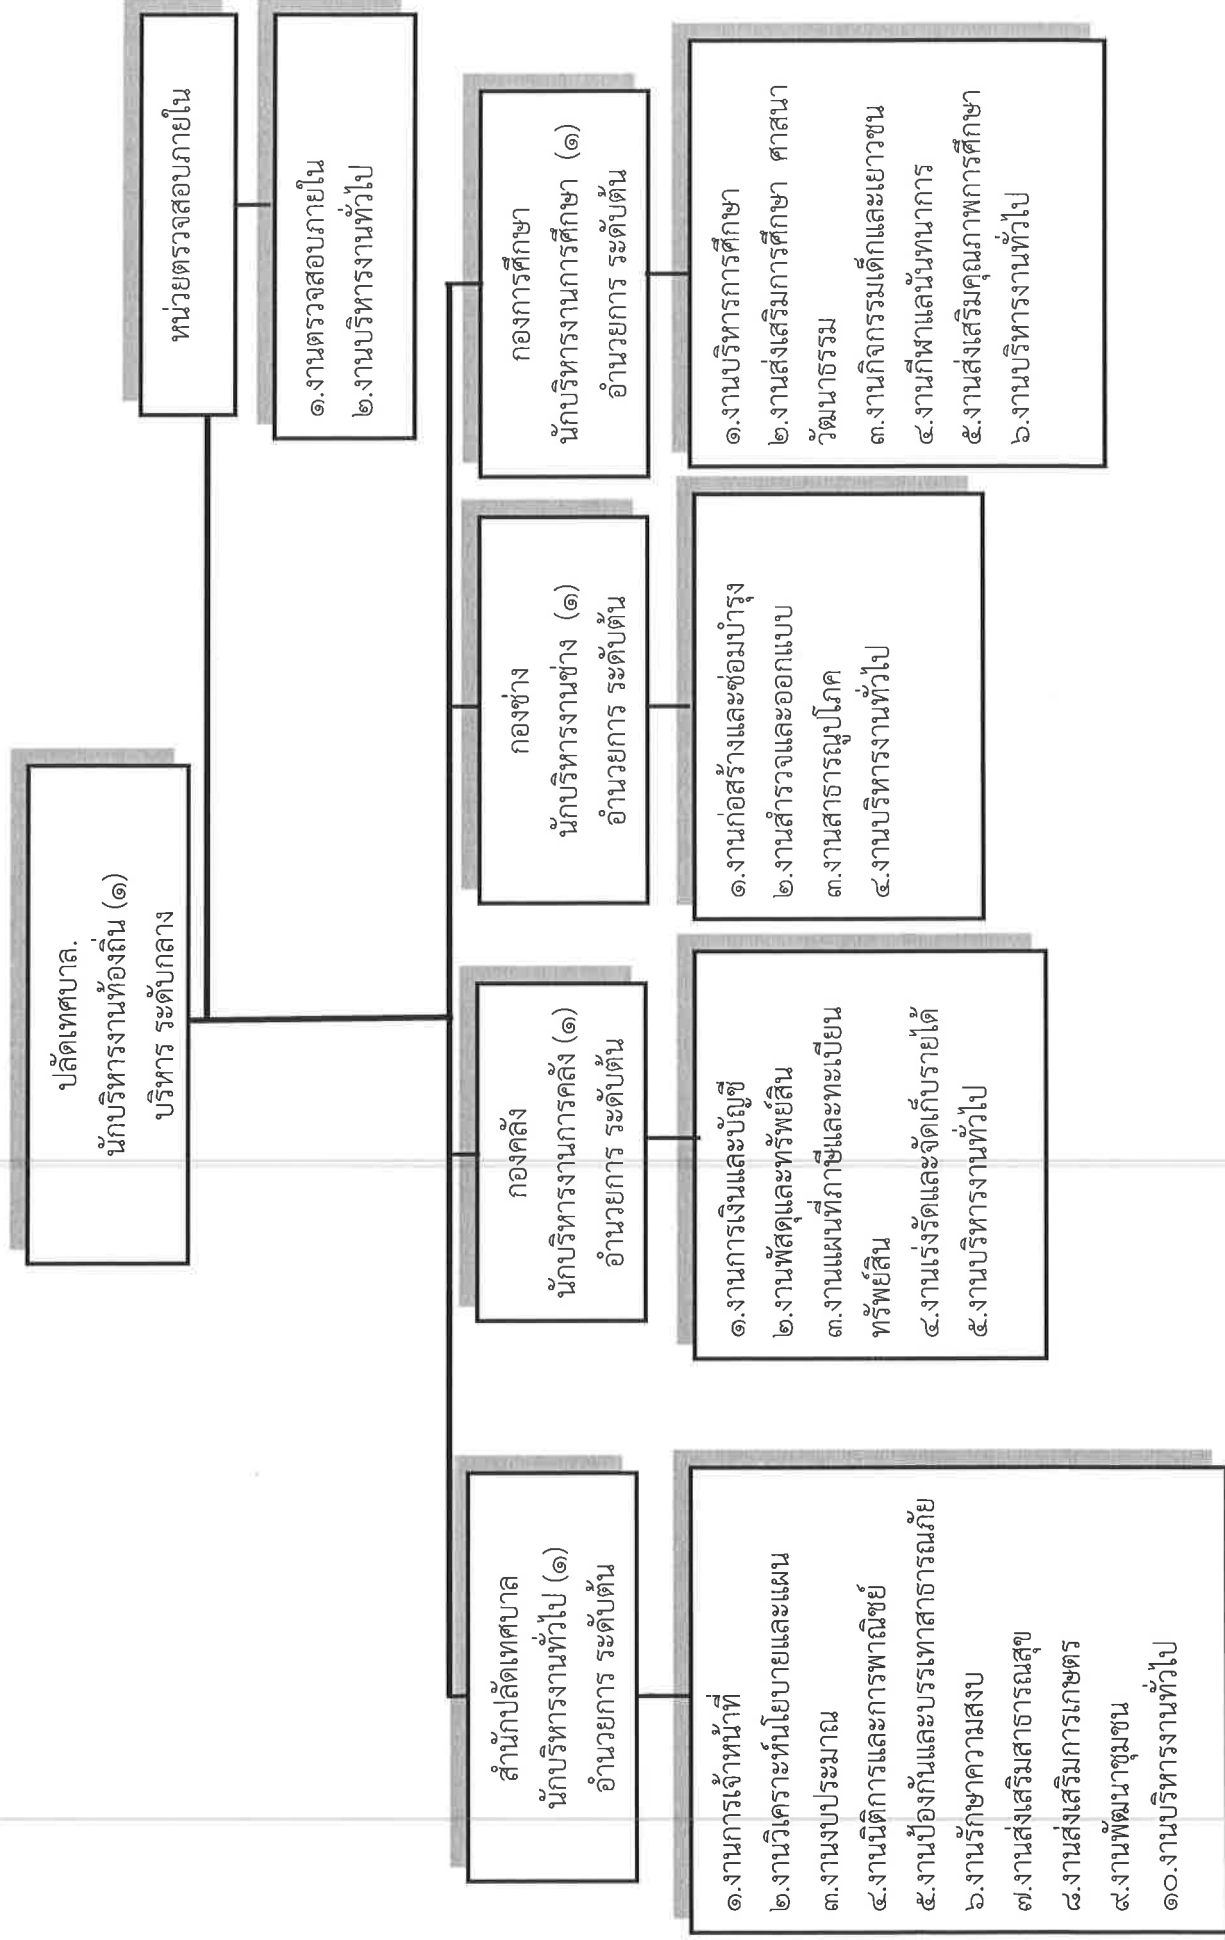 ปลัดเทศบาล.
นักบริหารงานท้องถิ่น (๑)
บริหาร ระดับกลาง
หน่วยตรวจสอบภายใน
๑.งานตรวจสอบภายใน
๒.งานบริหารงานทั่วไป
สำนักปลัดเทศบาล
นักบริหารงานทั่วไป (๑)
อำนวยการ ระดับต้น
กองคลัง
นักบริหารงานการคลัง (๑)
อำนวยการ ระดับต้น
กองช่าง
นักบริหารงานช่าง (๑)
อำนวยการ ระดับต้น
กองการศึกษา
นักบริหารงานการศึกษา (๑)
อำนวยการ ระดับต้น
๑.งานการเจ้าหน้าที่
๒.งานวิเคราะห์นโยบายและแผน
๓.งานงบประมาณ
๔.งานนิติการและการพาณิชย์
๕.งานป้องกันและบรรเทาสาธารณภัย
๖.งานรักษาความสงบ
๗.งานส่งเสริมสาธารณสุข
๘.งานส่งเสริมการเกษตร
๙.งานพัฒนาชุมชน
๑๐.งานบริหารงานทั่วไป
๑.งานการเงินและบัญชี
๒.งานพัสดุและทรัพย์สิน
๓.งานแผนที่ภาษีและทะเบียน
ทรัพย์สิน
๔.งานเร่งรัดและจัดเก็บรายได้
๕.งานบริหารงานทั่วไป
๑.งานก่อสร้างและซ่อมบำรุง
๒.งานสำรวจและออกแบบ
๓.งานสาธารณูปโภค
๔.งานบริหารงานทั่วไป
๑.งานบริหารการศึกษา
๒.งานส่งเสริมการศึกษา ศาสนา
วัฒนาธรรม
๓.งานกิจกรรมเด็กและเยาวชน
๔.งานกีฬาแลนันทนาการ
๕.งานส่งเสริมคุณภาพการศึกษา
๖.งานบริหารงานทั่วไป